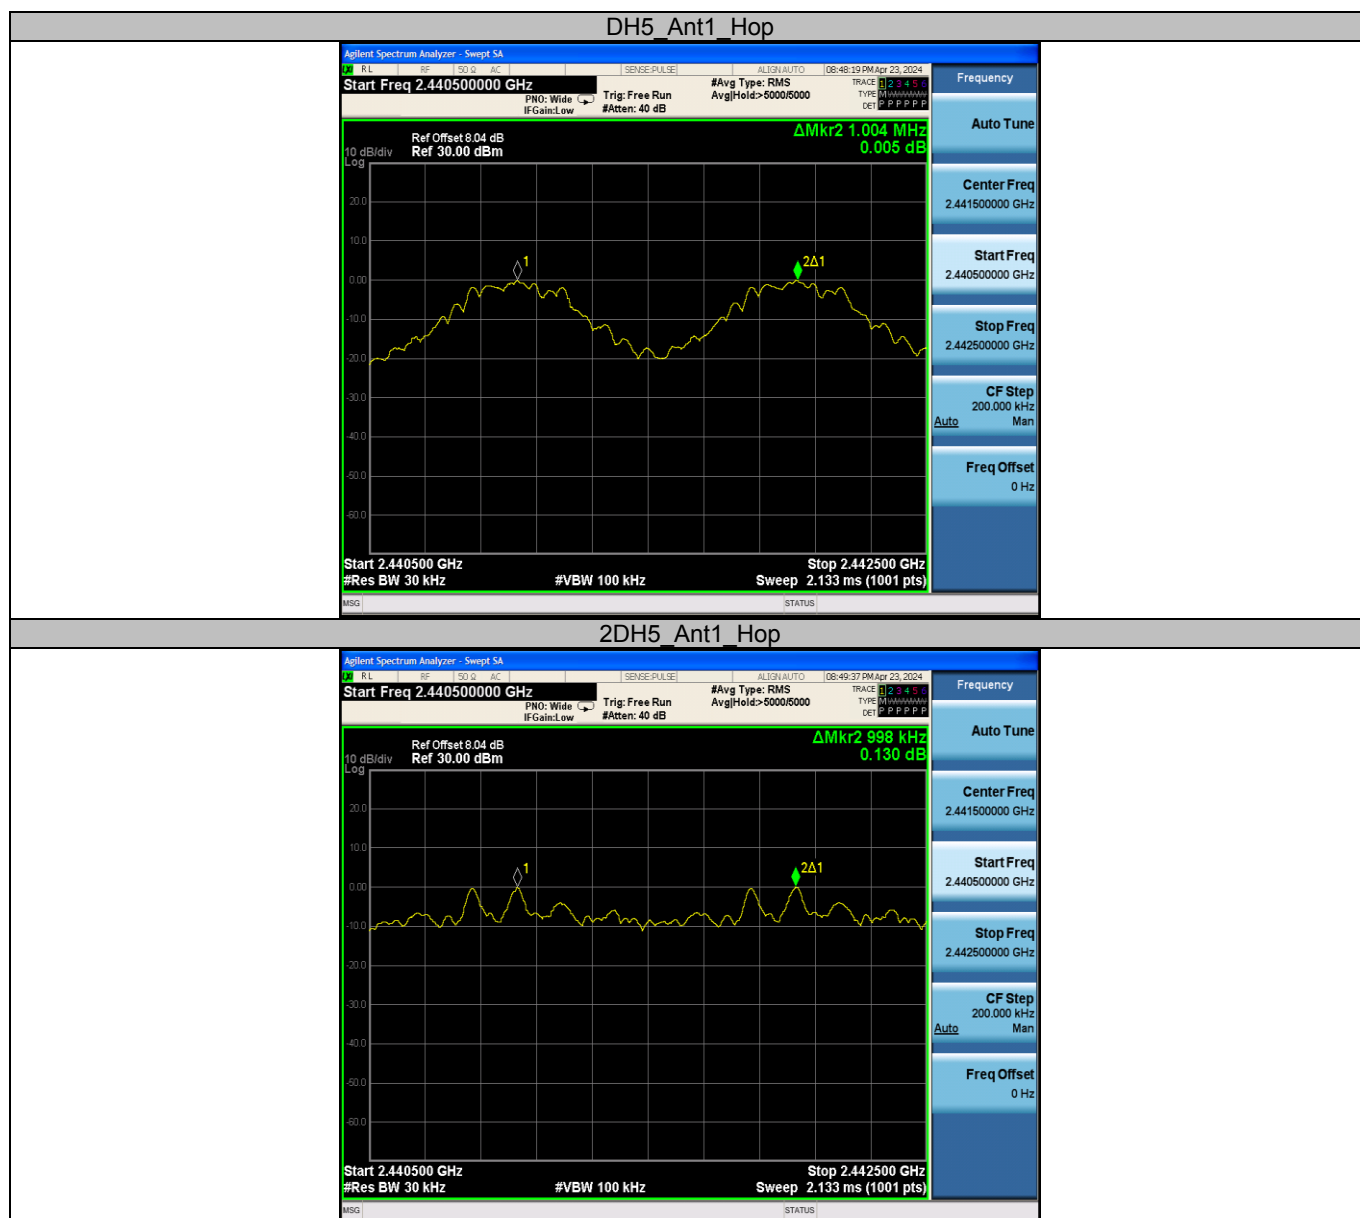 DH5_Ant1_Hop
Agilent Spectrum Analyzer - Swept SA
RL RF 50 Ω AC SENSE:PULSE ALIGN AUTO 08:48:19 PM Apr 23, 2024
Start Freq 2.440500000 GHz
PNO: Wide
IFGain:Low
Trig: Free Run
#Atten: 40 dB
#Avg Type: RMS
Avg|Hold:>5000/5000
TRACE 1 2 3 4 5 6
TYPE M
DET P P P P P P
Frequency
Auto Tune
Center Freq
2.441500000 GHz
Start Freq
2.440500000 GHz
Stop Freq
2.442500000 GHz
CF Step
200.000 kHz
Auto Man
Freq Offset
0 Hz
ΔMkr2 1.004 MHz
0.005 dB
Ref Offset 8.04 dB
10 dB/div Ref 30.00 dBm
Log
20.0
10.0
0.00
-10.0
-20.0
-30.0
-40.0
-50.0
-60.0
1
2Δ1
Start 2.440500 GHz Stop 2.442500 GHz
#Res BW 30 kHz #VBW 100 kHz Sweep 2.133 ms (1001 pts)
MSG STATUS
2DH5_Ant1_Hop
Agilent Spectrum Analyzer - Swept SA
RL RF 50 Ω AC SENSE:PULSE ALIGN AUTO 08:49:37 PM Apr 23, 2024
Start Freq 2.440500000 GHz
PNO: Wide
IFGain:Low
Trig: Free Run
#Atten: 40 dB
#Avg Type: RMS
Avg|Hold:>5000/5000
TRACE 1 2 3 4 5 6
TYPE M
DET P P P P P P
Frequency
Auto Tune
Center Freq
2.441500000 GHz
Start Freq
2.440500000 GHz
Stop Freq
2.442500000 GHz
CF Step
200.000 kHz
Auto Man
Freq Offset
0 Hz
ΔMkr2 998 kHz
0.130 dB
Ref Offset 8.04 dB
10 dB/div Ref 30.00 dBm
Log
20.0
10.0
0.00
-10.0
-20.0
-30.0
-40.0
-50.0
-60.0
1
2Δ1
Start 2.440500 GHz Stop 2.442500 GHz
#Res BW 30 kHz #VBW 100 kHz Sweep 2.133 ms (1001 pts)
MSG STATUS